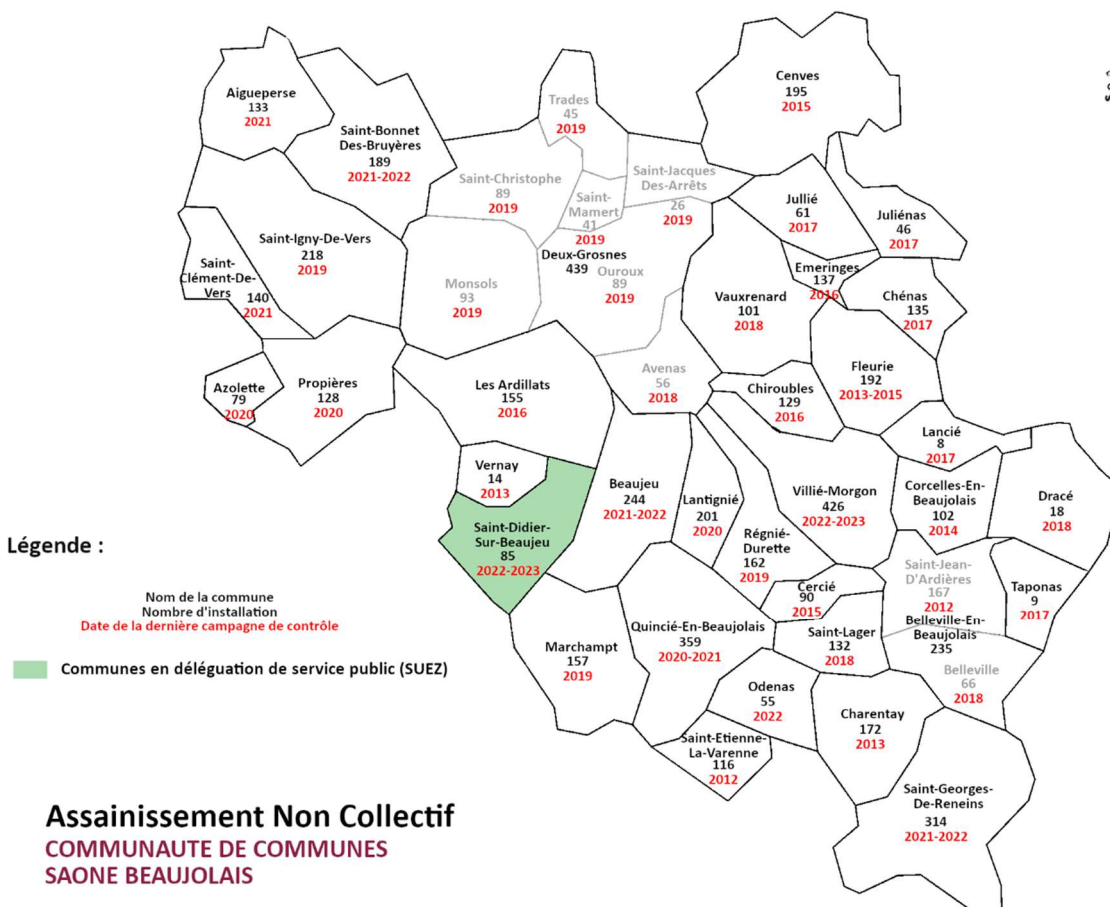 Aigueperse
133
2021
Saint-Bonnet
Des-Bruyères
189
2021-2022
Trades
45
2019
Cenves
195
2015
Saint-Christophe
89
2019
Saint-Jacques
Des-Arrêts
26
2019
Saint-
Mamert
41
2019
Jullié
61
2017
Juliénas
46
2017
Saint-Igny-De-Vers
218
2019
Saint-
Clément-De-
Vers
140
2021
Deux-Grosnes
439
Monsols
93
2019
Ouroux
89
2019
Emeringes
137
2016
Vauxrenard
101
2018
Chénas
135
2017
Azolette
79
2020
Propières
128
2020
Les Ardillats
155
2016
Avenas
56
2018
Chiroubles
129
2016
Fleurie
192
2013-2015
Lancié
8
2017
Vernay
14
2013
Beaujeu
244
2021-2022
Lantignié
201
2020
Villié-Morgon
426
2022-2023
Corcelles-En-
Beaujolais
102
2014
Dracé
18
2018
Saint-Didier-
Sur-Beaujeu
85
2022-2023
Régnié-
Durette
162
2019
Saint-Jean-
D'Ardières
167
2012
Taponas
9
2017
Cercié
90
2015
Légende :
Nom de la commune
Nombre d'installation
Date de la dernière campagne de contrôle
Communes en déléguation de service public (SUEZ)
Marchampt
157
2019
Quincié-En-Beaujolais
359
2020-2021
Saint-Lager
132
2018
Belleville-En-
Beaujolais
235
Belleville
66
2018
Odenas
55
2022
Charentay
172
2013
Saint-Etienne-
La-Varenne
116
2012
Saint-Georges-
De-Reneins
314
2021-2022
Assainissement Non Collectif
COMMUNAUTE DE COMMUNES
SAONE BEAUJOLAIS